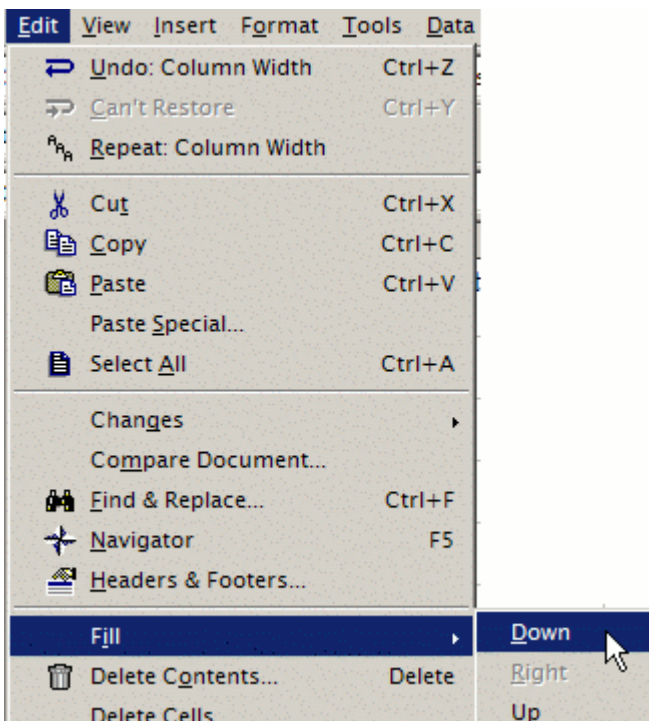 Edit View Insert Format Tools Data
Undo: Column Width Ctrl+Z
Can't Restore Ctrl+Y
Repeat: Column Width
Cut Ctrl+X
Copy Ctrl+C
Paste Ctrl+V
Paste Special...
Select All Ctrl+A
Changes
Compare Document...
Find & Replace... Ctrl+F
Navigator F5
Headers & Footers...
Fill Down
Delete Contents... Delete Right
Delete Cells Up